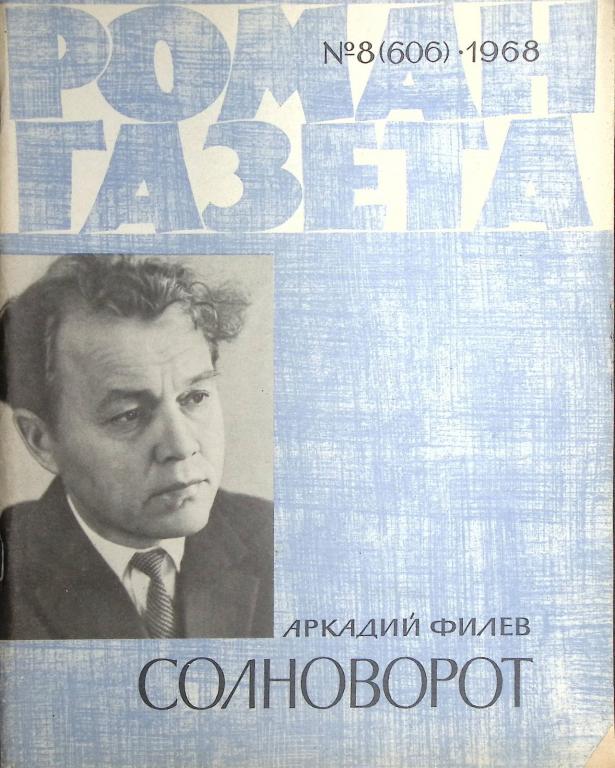 №8(606)·1968
РОМАН
ГАЗЕТА
АРКАДИЙ ФИЛЕВ
СОЛНОВОРОТ